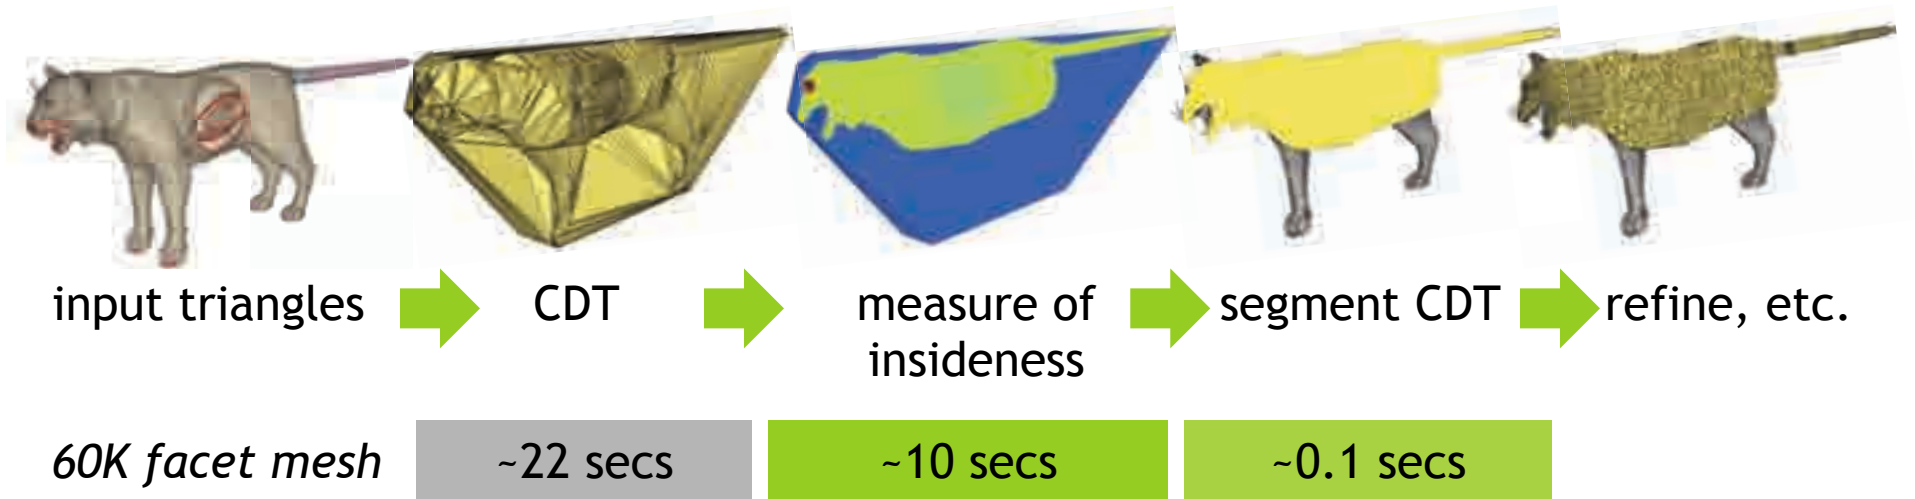 input triangles
CDT
measure of
insideness
segment CDT
refine, etc.
60K facet mesh
~22 secs
~10 secs
~0.1 secs